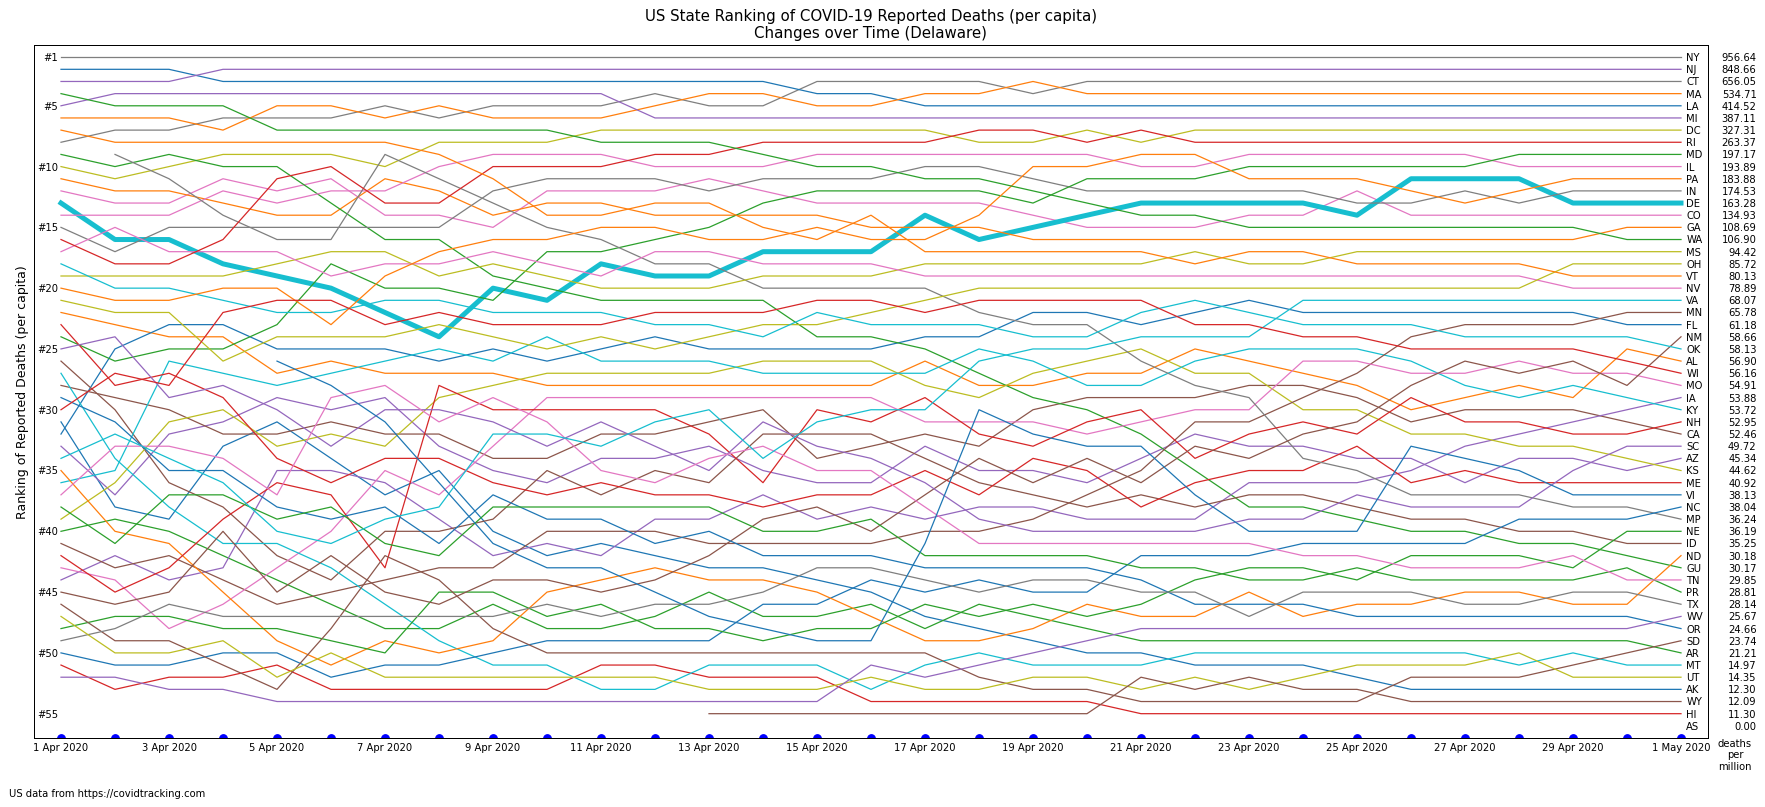 US State Ranking of COVID-19 Reported Deaths (per capita)
Changes over Time (Delaware)
Ranking of Reported Deaths (per capita)
#1
#5
#10
#15
#20
#25
#30
#35
#40
#45
#50
#55
NY 956.64
NJ 848.66
CT 656.05
MA 534.71
LA 414.52
MI 387.11
DC 327.31
RI 263.37
MD 197.17
IL 193.89
PA 183.88
IN 174.53
DE 163.28
CO 134.93
GA 108.69
WA 106.90
MS 94.42
OH 85.72
VT 80.13
NV 78.89
VA 68.07
MN 65.78
FL 61.18
NM 58.66
OK 58.13
AL 56.90
WI 56.16
MO 54.91
IA 53.88
KY 53.72
NH 52.95
CA 52.46
SC 49.72
AZ 45.34
KS 44.62
ME 40.92
VI 38.13
NC 38.04
MP 36.24
NE 36.19
ID 35.25
ND 30.18
GU 30.17
TN 29.85
PR 28.81
TX 28.14
WV 25.67
OR 24.66
SD 23.74
AR 21.21
MT 14.97
UT 14.35
AK 12.30
WY 12.09
HI 11.30
AS 0.00
1 Apr 2020 3 Apr 2020 5 Apr 2020 7 Apr 2020 9 Apr 2020 11 Apr 2020 13 Apr 2020 15 Apr 2020 17 Apr 2020 19 Apr 2020 21 Apr 2020 23 Apr 2020 25 Apr 2020 27 Apr 2020 29 Apr 2020 1 May 2020
deaths
per
million
US data from https://covidtracking.com